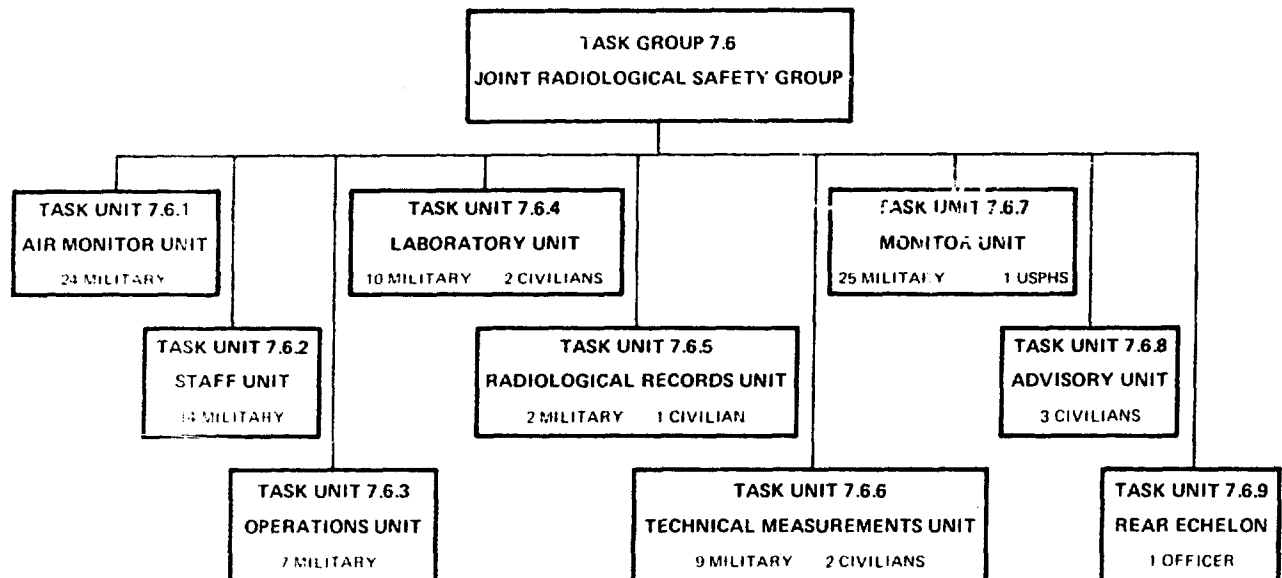 TASK GROUP 7.6
JOINT RADIOLOGICAL SAFETY GROUP
TASK UNIT 7.6.1
AIR MONITOR UNIT
24 MILITARY
TASK UNIT 7.6.4
LABORATORY UNIT
10 MILITARY 2 CIVILIANS
TASK UNIT 7.6.7
MONITOR UNIT
25 MILITARY 1 USPHS
TASK UNIT 7.6.2
STAFF UNIT
14 MILITARY
TASK UNIT 7.6.5
RADIOLOGICAL RECORDS UNIT
2 MILITARY 1 CIVILIAN
TASK UNIT 7.6.8
ADVISORY UNIT
3 CIVILIANS
TASK UNIT 7.6.3
OPERATIONS UNIT
7 MILITARY
TASK UNIT 7.6.6
TECHNICAL MEASUREMENTS UNIT
9 MILITARY 2 CIVILIANS
TASK UNIT 7.6.9
REAR ECHELON
1 OFFICER